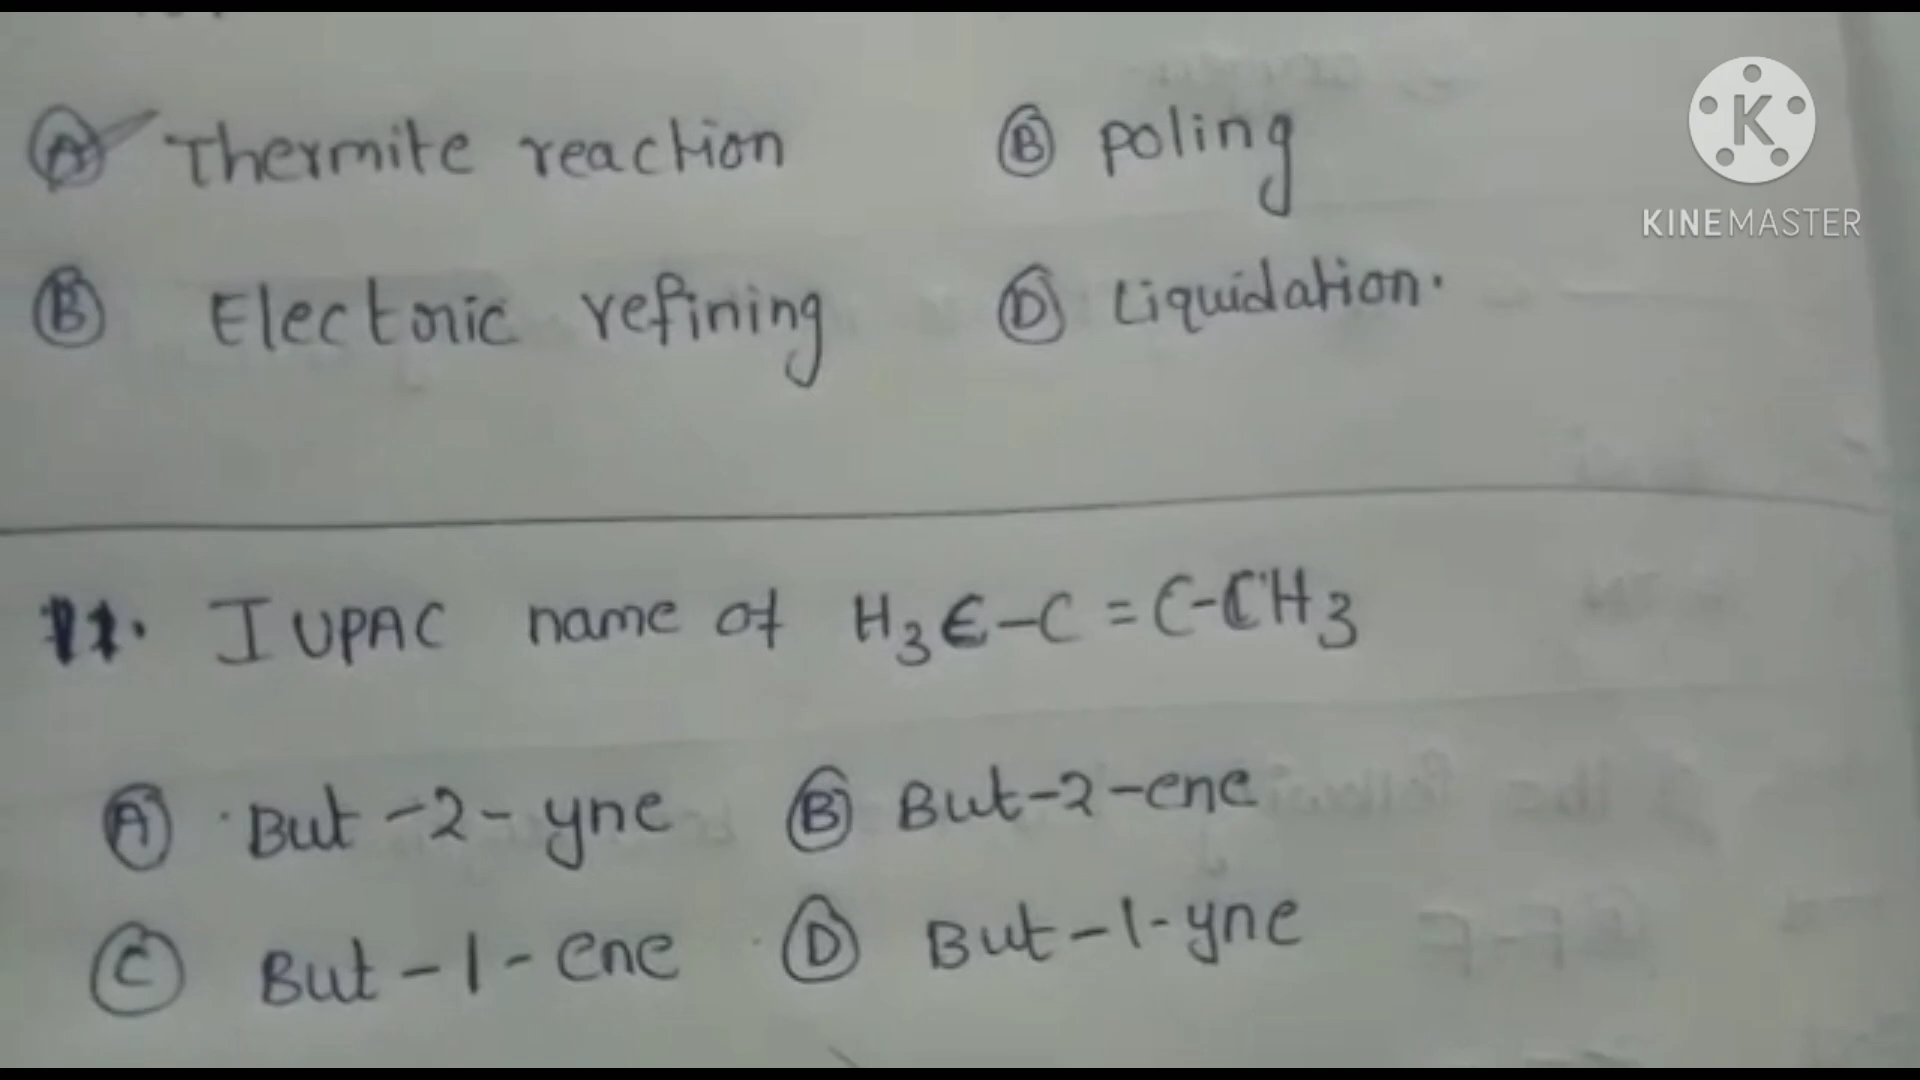 Ⓐ Thermite reaction Ⓑ poling
Ⓑ Electonic refining Ⓓ Liquidation.
11. IUPAC name of H3C-C=C-CH3
Ⓐ But-2-yne Ⓑ But-2-ene
Ⓒ But-1-ene Ⓓ But-1-yne
K
KINEMASTER